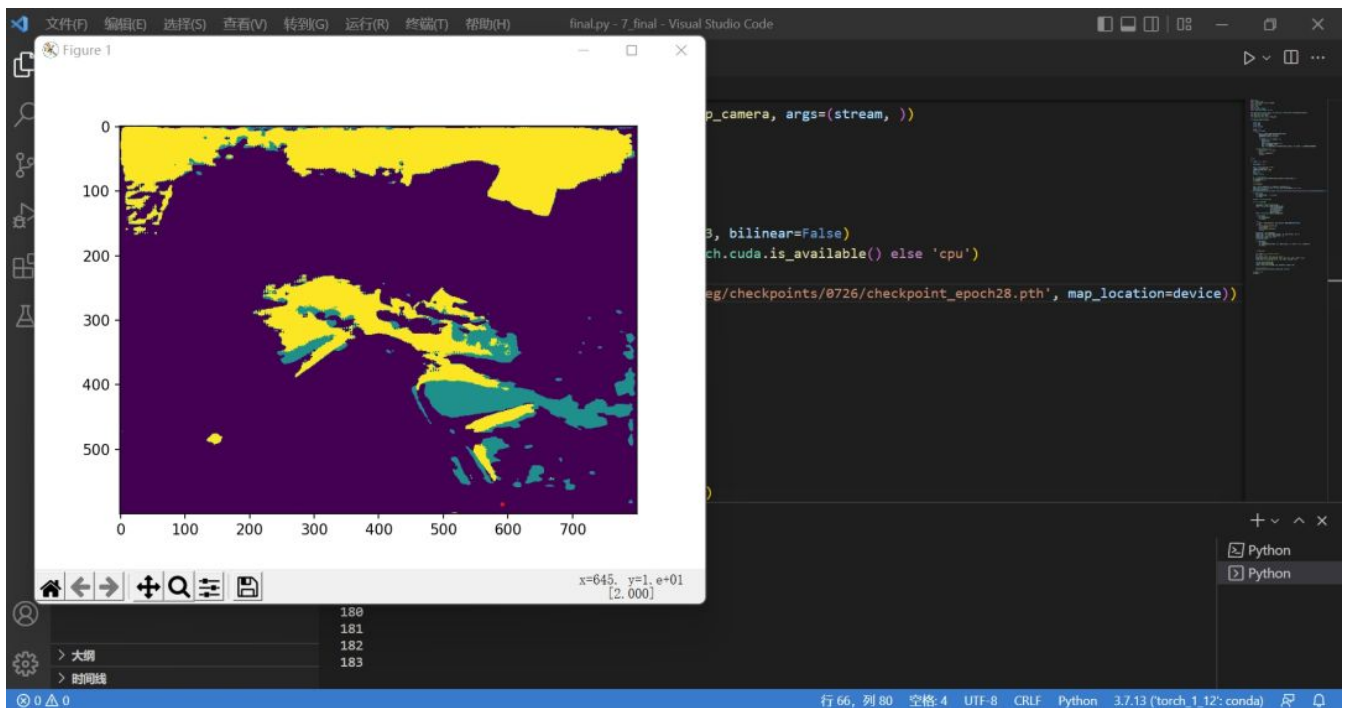 文件(F) 编辑(E) 选择(S) 查看(V) 转到(G) 运行(R) 终端(T) 帮助(H) final.py - 7_final - Visual Studio Code
Figure 1
0
100
200
300
400
500
0 100 200 300 400 500 600 700
x=645. y=1.e+01
[2.000]
p_camera, args=(stream, ))
3, bilinear=False)
ch.cuda.is_available() else 'cpu')
eg/checkpoints/0726/checkpoint_epoch28.pth', map_location=device))
)
Python
Python
180
181
182
183
大纲
时间线
0 0 行 66, 列 80 空格: 4 UTF-8 CRLF Python 3.7.13 ('torch_1_12': conda)